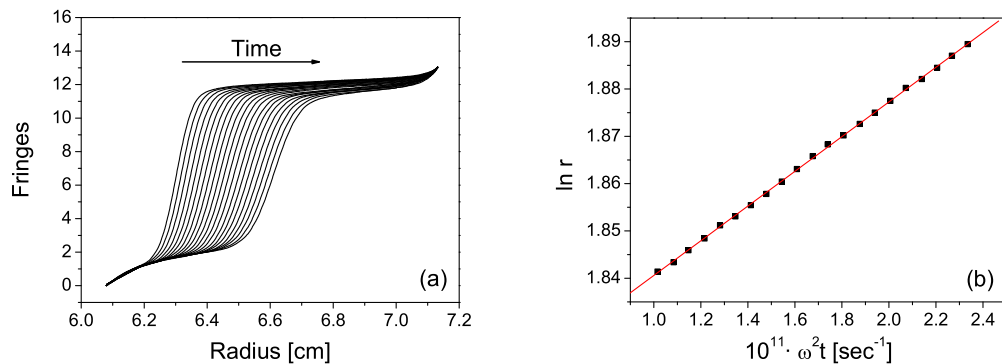 16
14
12
10
8
6
4
2
0
Fringes
Time
(a)
6.0 6.2 6.4 6.6 6.8 7.0 7.2
Radius [cm]
1.89
1.88
1.87
1.86
1.85
1.84
ln r
(b)
1.0 1.2 1.4 1.6 1.8 2.0 2.2 2.4
10¹¹· ω²t [sec⁻¹]